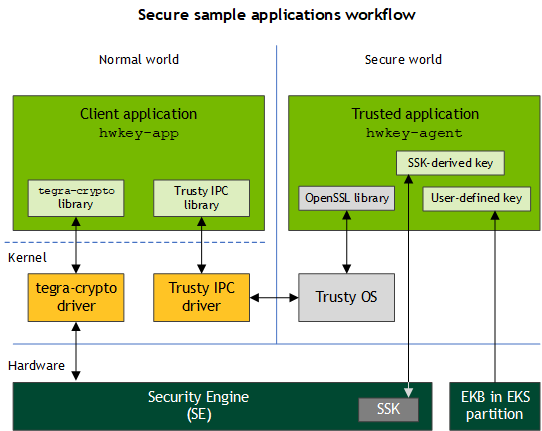 Secure sample applications workflow
Normal world
Secure world
Client application
hwkey-app
tegra-crypto
library
Trusty IPC
library
Trusted application
hwkey-agent
SSK-derived key
OpenSSL library
User-defined key
Kernel
tegra-crypto
driver
Trusty IPC
driver
Trusty OS
Hardware
Security Engine
(SE)
SSK
EKB in EKS
partition